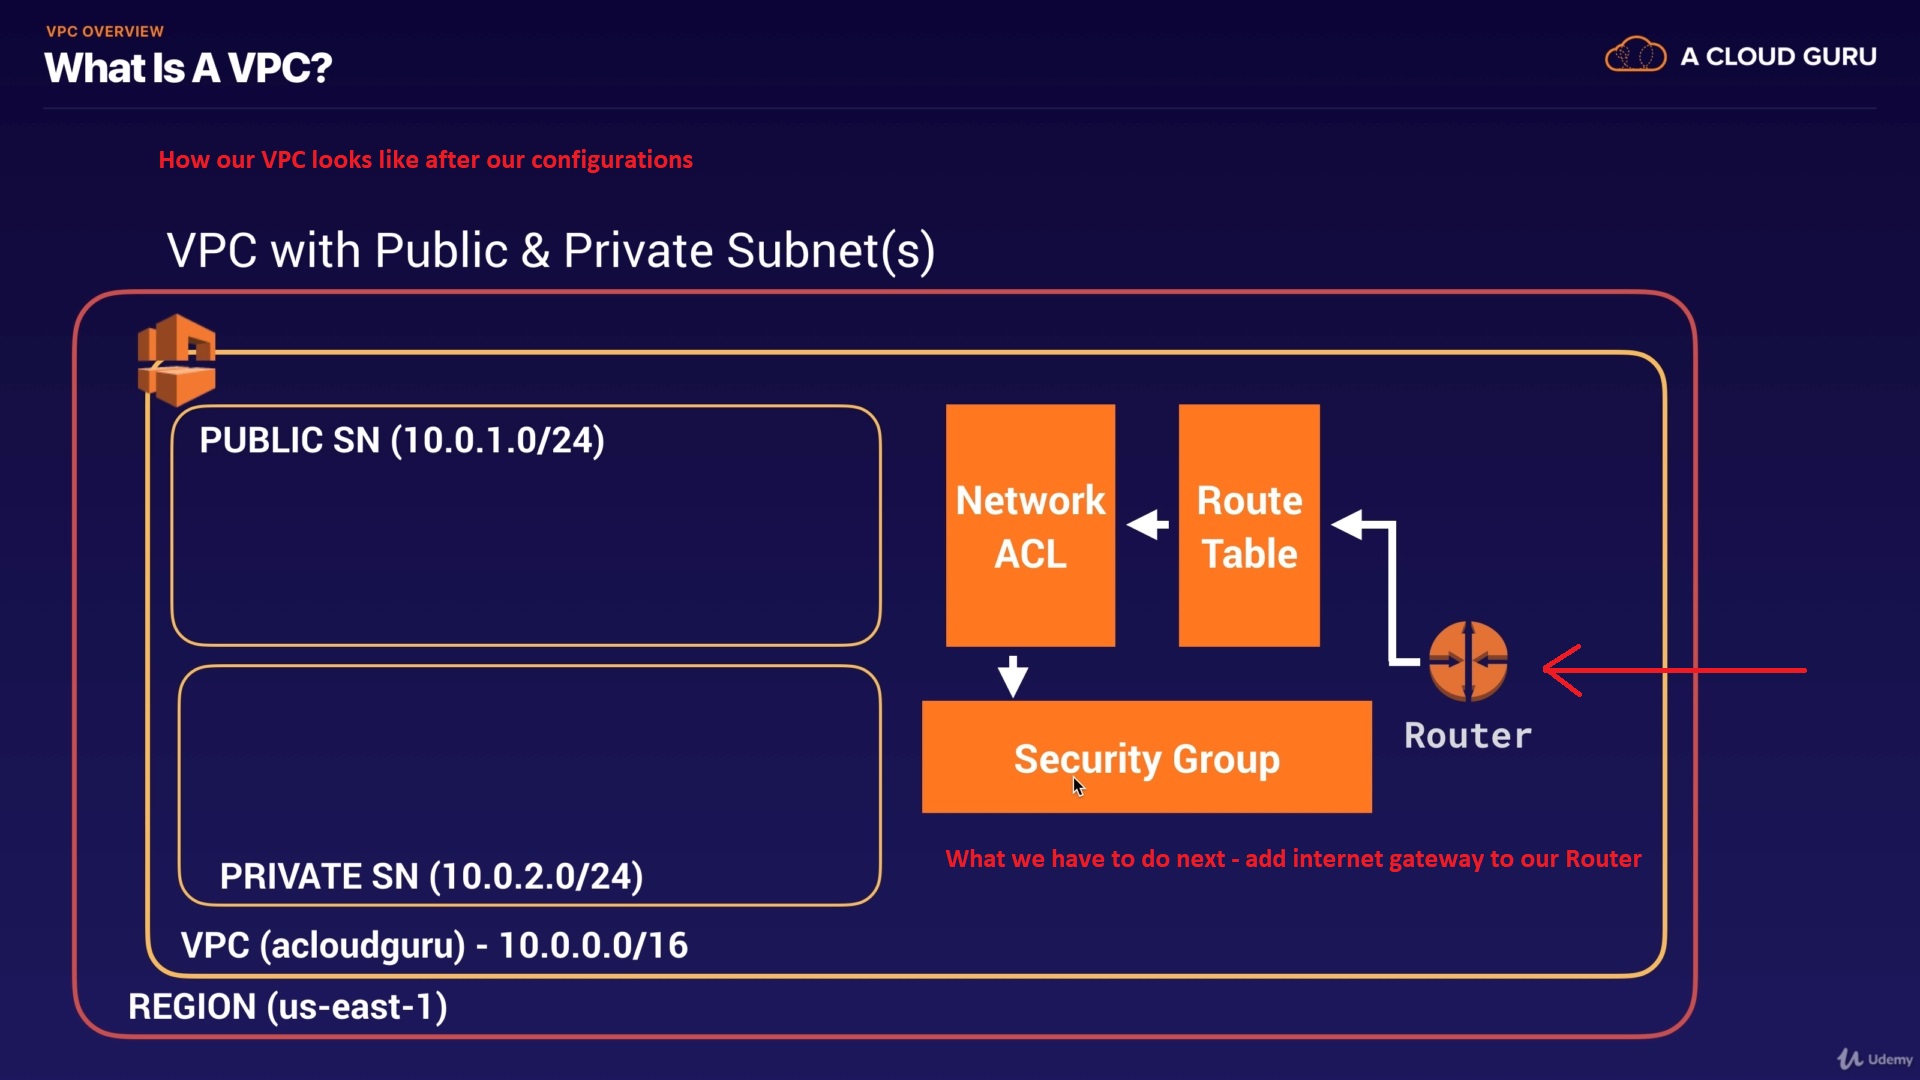 VPC OVERVIEW
What Is A VPC?
A CLOUD GURU
How our VPC looks like after our configurations
VPC with Public & Private Subnet(s)
PUBLIC SN (10.0.1.0/24)
Network
ACL
Route
Table
Router
Security Group
What we have to do next - add internet gateway to our Router
PRIVATE SN (10.0.2.0/24)
VPC (acloudguru) - 10.0.0.0/16
REGION (us-east-1)
Udemy